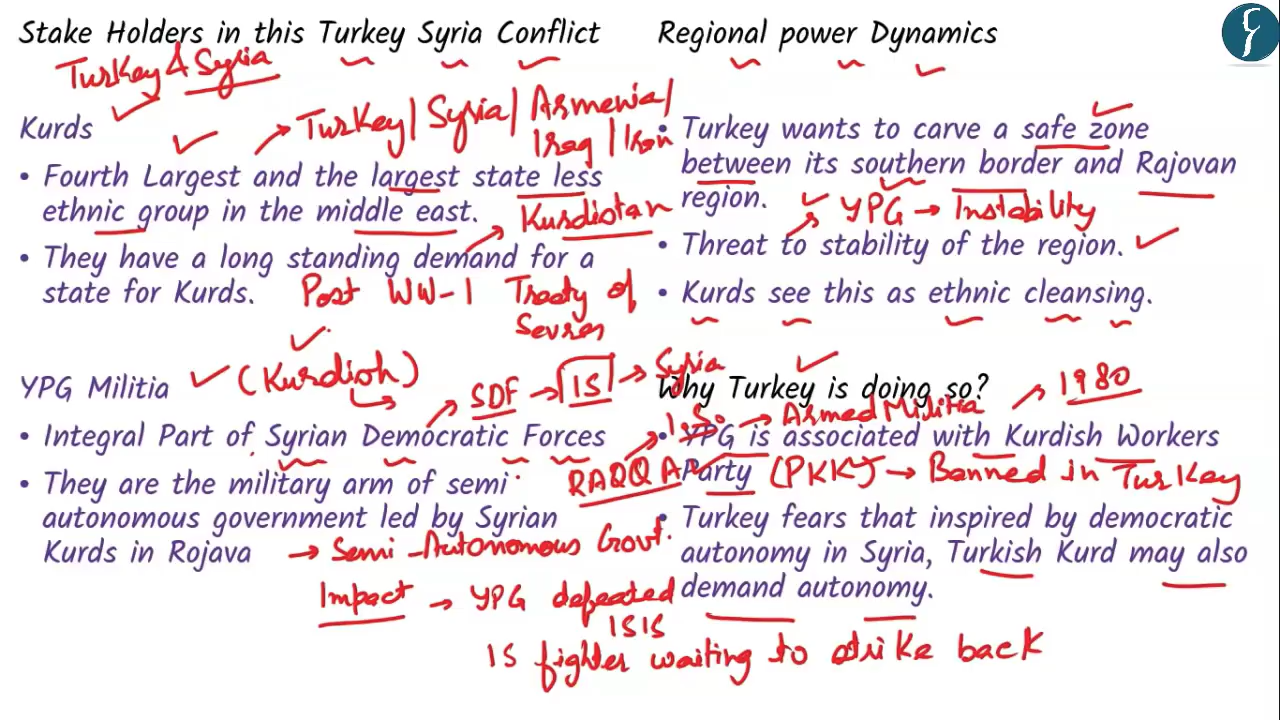 Stake Holders in this Turkey Syria Conflict
Turkey & Syria
Kurds
Turkey / Syria / Armenia /
Iraq / Iran
• Fourth Largest and the largest state less
ethnic group in the middle east.
Kurdistan
• They have a long standing demand for a
state for Kurds.
Post WW-1 Treaty of
Sevres
YPG Militia
(Kurdish)
SDF → IS → Syria
• Integral Part of Syrian Democratic Forces
RAQQA
• They are the military arm of semi
autonomous government led by Syrian
Kurds in Rojava
→ Semi-Autonomous Govt.
Impact → YPG defeated
ISIS
IS fighter waiting to strike back
Regional power Dynamics
• Turkey wants to carve a safe zone
between its southern border and Rajovan
region.
YPG → Instability
• Threat to stability of the region.
• Kurds see this as ethnic cleansing.
Why Turkey is doing so?
1980
→ Armed Militia
• YPG is associated with Kurdish Workers
Party (PKK) → Banned in Turkey
• Turkey fears that inspired by democratic
autonomy in Syria, Turkish Kurd may also
demand autonomy.